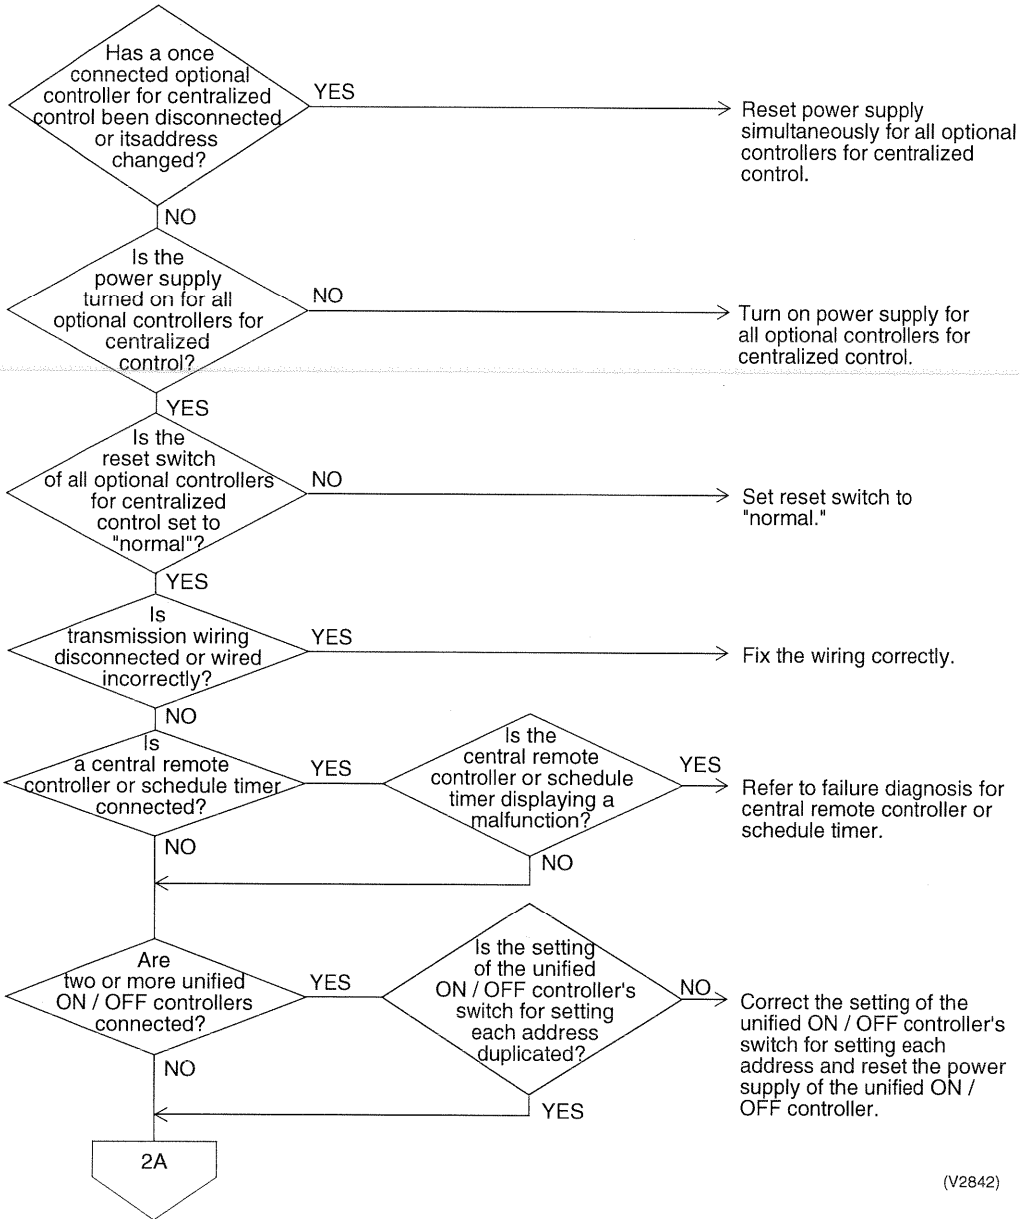 Has a once
connected optional
controller for centralized
control been disconnected
or itsaddress
changed?
YES
Reset power supply
simultaneously for all optional
controllers for centralized
control.
NO
Is the
power supply
turned on for all
optional controllers for
centralized
control?
NO
Turn on power supply for
all optional controllers for
centralized control.
YES
Is the
reset switch
of all optional controllers
for centralized
control set to
"normal"?
NO
Set reset switch to
"normal."
YES
Is
transmission wiring
disconnected or wired
incorrectly?
YES
Fix the wiring correctly.
NO
Is
a central remote
controller or schedule timer
connected?
YES
Is the
central remote
controller or schedule
timer displaying a
malfunction?
YES
Refer to failure diagnosis for
central remote controller or
schedule timer.
NO
NO
Are
two or more unified
ON / OFF controllers
connected?
YES
Is the setting
of the unified
ON / OFF controller's
switch for setting
each address
duplicated?
NO
Correct the setting of the
unified ON / OFF controller's
switch for setting each
address and reset the power
supply of the unified ON /
OFF controller.
NO
YES
2A
(V2842)